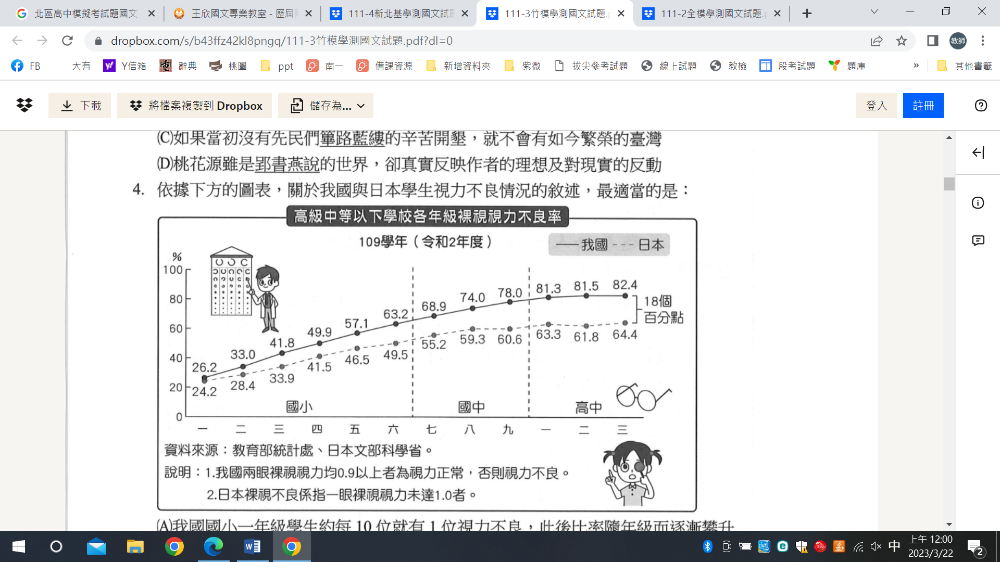 北區高中模擬考試題國文
王欣國文專業教室 - 歷屆
111-4新北基學測國文試題
111-3竹模學測國文試題.
111-2全模學測國文試題.
dropbox.com/s/b43ffz42kl8pngq/111-3竹模學測國文試題.pdf?dl=0
教師
FB 大有 Y信箱 辭典 桃園 ppt 南一 備課資源 新增資料夾 紫微 拔尖參考試題 線上試題 教檢 段考試題 題庫 » 其他書籤
下載 將檔案複製到 Dropbox 儲存為... 登入 註冊
(C)如果當初沒有先民們篳路藍縷的辛苦開墾，就不會有如今繁榮的臺灣
(D)桃花源雖是郢書燕說的世界，卻真實反映作者的理想及對現實的反動
4. 依據下方的圖表，關於我國與日本學生視力不良情況的敘述，最適當的是：
高級中等以下學校各年級裸視視力不良率
109學年（令和2年度）
我國 日本
%
100
80
60
40
20
0
26.2 33.0 41.8 49.9 57.1 63.2 68.9 74.0 78.0 81.3 81.5 82.4
24.2 28.4 33.9 41.5 46.5 49.5 55.2 59.3 60.6 63.3 61.8 64.4
18個
百分點
國小 國中 高中
一 二 三 四 五 六 七 八 九 一 二 三
資料來源：教育部統計處、日本文部科學省。
說明：1.我國兩眼裸視視力均0.9以上者為視力正常，否則視力不良。
2.日本裸視不良係指一眼裸視視力未達1.0者。
(A)我國國小一年級學生約每 10 位就有 1 位視力不良，此後比率隨年級而逐漸攀升
中
上午 12:00
2023/3/22
2